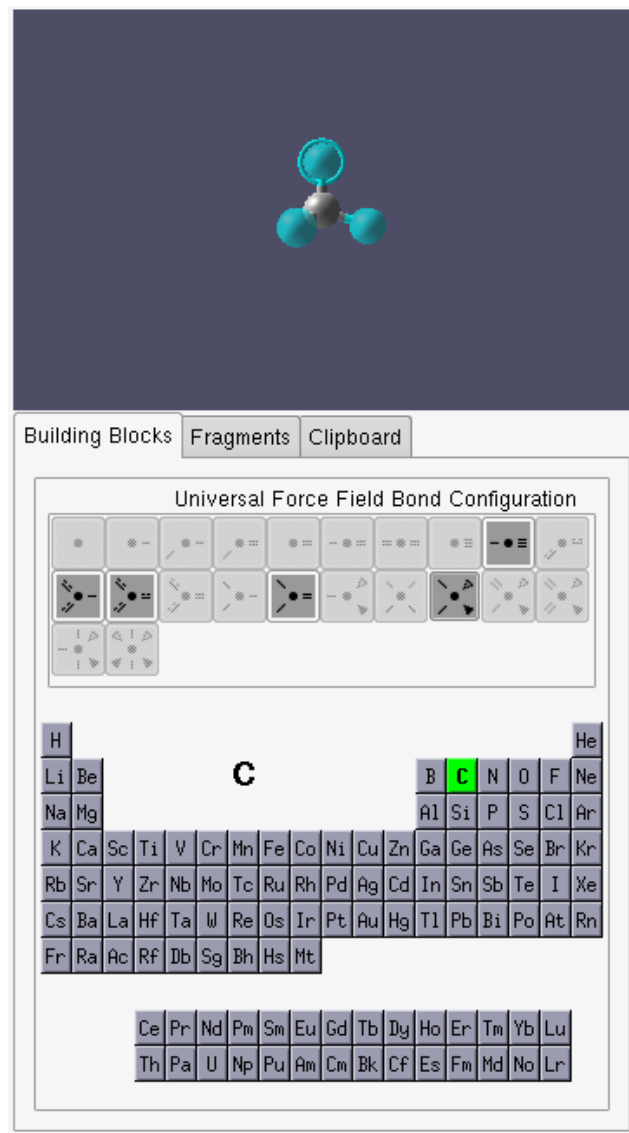 Building Blocks Fragments Clipboard
Universal Force Field Bond Configuration
H He
Li Be C B C N O F Ne
Na Mg Al Si P S Cl Ar
K Ca Sc Ti V Cr Mn Fe Co Ni Cu Zn Ga Ge As Se Br Kr
Rb Sr Y Zr Nb Mo Tc Ru Rh Pd Ag Cd In Sn Sb Te I Xe
Cs Ba La Hf Ta W Re Os Ir Pt Au Hg Tl Pb Bi Po At Rn
Fr Ra Ac Rf Db Sg Bh Hs Mt
Ce Pr Nd Pm Sm Eu Gd Tb Dy Ho Er Tm Yb Lu
Th Pa U Np Pu Am Cm Bk Cf Es Fm Md No Lr